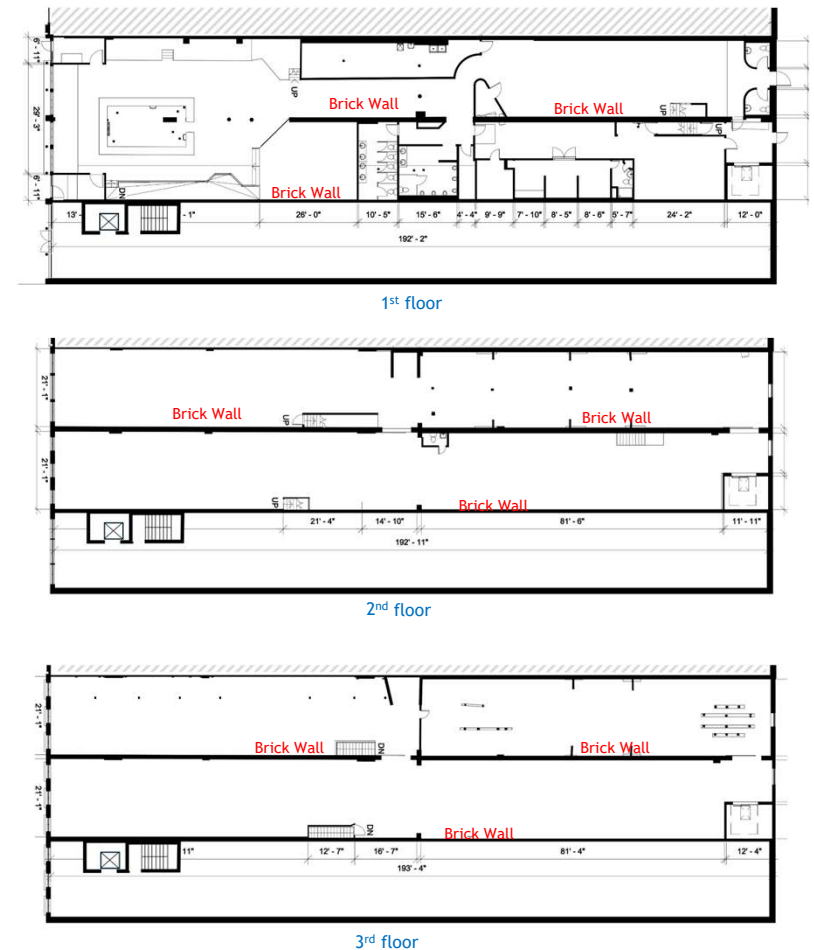 6' - 11"
29' - 3"
6' - 11"
UP
Brick Wall
Brick Wall
UP
UP
Brick Wall
DN
13' - - 1" 26' - 0" 10' - 5" 15' - 6" 4' - 4" 9' - 9" 7' - 10" 8' - 5" 8' - 6" 5' - 7" 24' - 2" 12' - 0"
192' - 2"
1st floor
21' - 1"
Brick Wall
UP
Brick Wall
21' - 1"
UP
Brick Wall
21' - 4" 14' - 10" 81' - 6" 11' - 11"
192' - 11"
2nd floor
21' - 1"
Brick Wall
DN
Brick Wall
21' - 1"
DN
Brick Wall
11" 12' - 7" 16' - 7" 81' - 4" 12' - 4"
193' - 4"
3rd floor